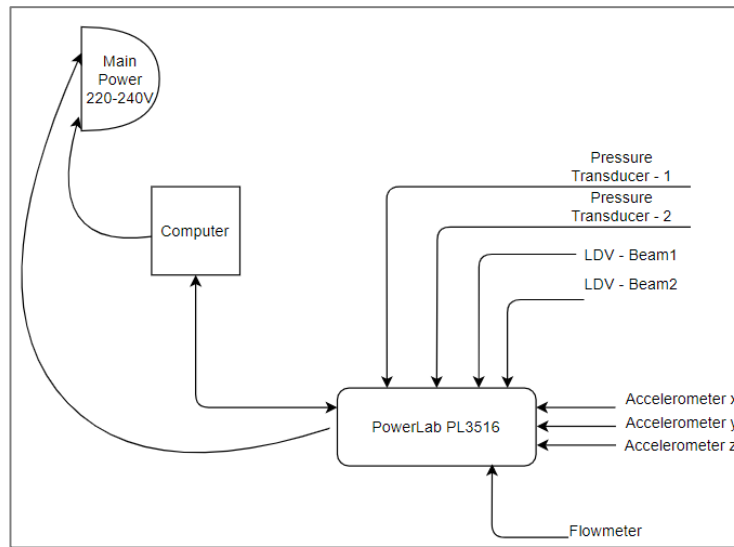 Main
Power
220-240V
Pressure
Transducer - 1
Pressure
Transducer - 2
Computer
LDV - Beam1
LDV - Beam2
PowerLab PL3516
Accelerometer x
Accelerometer y
Accelerometer z
Flowmeter